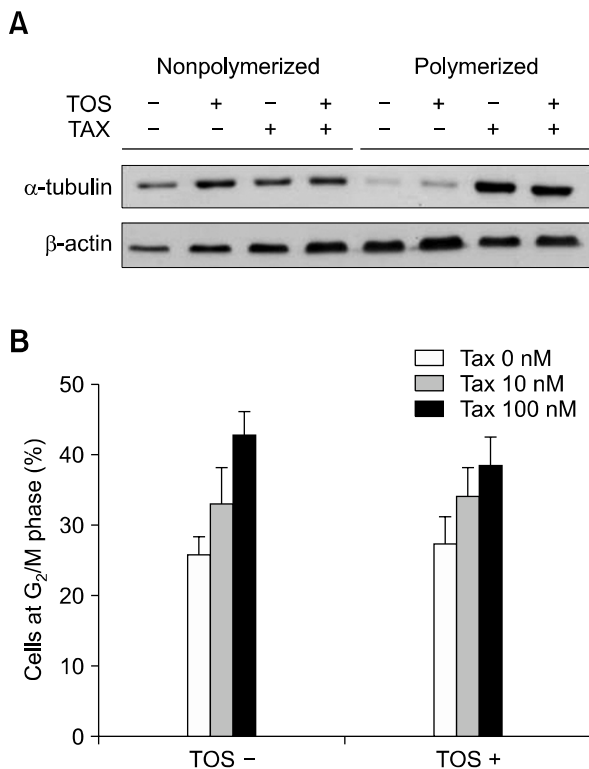 A
Nonpolymerized Polymerized
TOS − + − + − + − +
TAX − − + + − − + +
α-tubulin
β-actin
B
Tax 0 nM
Tax 10 nM
Tax 100 nM
Cells at G₂/M phase (%)
50
40
30
20
10
0
TOS − TOS +